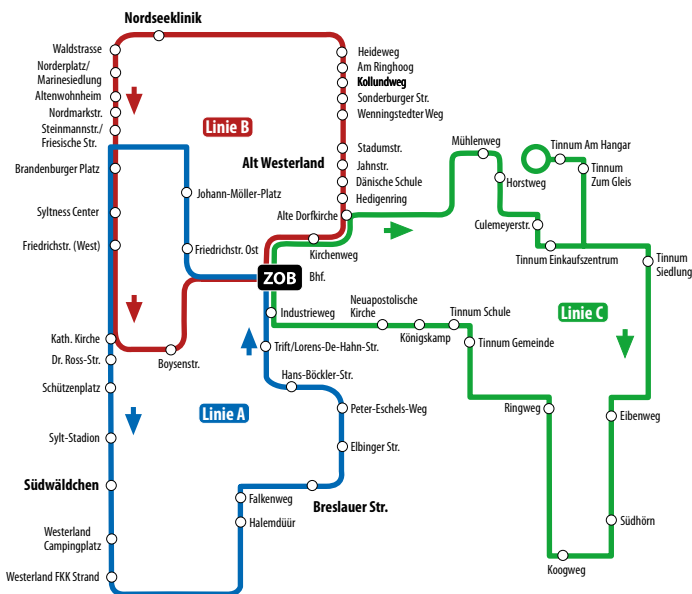 Nordseeklinik
Waldstrasse
Norderplatz/
Marinesiedlung
Altenwohnheim
Nordmarkstr.
Steinmannstr./
Friesische Str.
Brandenburger Platz
Syltness Center
Friedrichstr. (West)
Kath. Kirche
Dr. Ross-Str.
Schützenplatz
Sylt-Stadion
Südwäldchen
Westerland
Campingplatz
Westerland FKK Strand
Linie B
Alt Westerland
Johann-Möller-Platz
Friedrichstr. Ost
ZOB
Bhf.
Boysenstr.
Linie A
Heideweg
Am Ringhoog
Kollundweg
Sonderburger Str.
Wenningstedter Weg
Stadumstr.
Jahnstr.
Dänische Schule
Hedigenring
Alte Dorfkirche
Kirchenweg
Industrieweg
Trift/Lorens-De-Hahn-Str.
Hans-Böckler-Str.
Peter-Eschels-Weg
Elbinger Str.
Breslauer Str.
Falkenweg
Halemdüür
Mühlenweg
Horstweg
Culemeyerstr.
Tinnum Am Hangar
Tinnum
Zum Gleis
Tinnum Einkaufszentrum
Tinnum
Siedlung
Linie C
Neuapostolische
Kirche
Königskamp
Tinnum Schule
Tinnum Gemeinde
Ringweg
Eibenweg
Südhörn
Koogweg